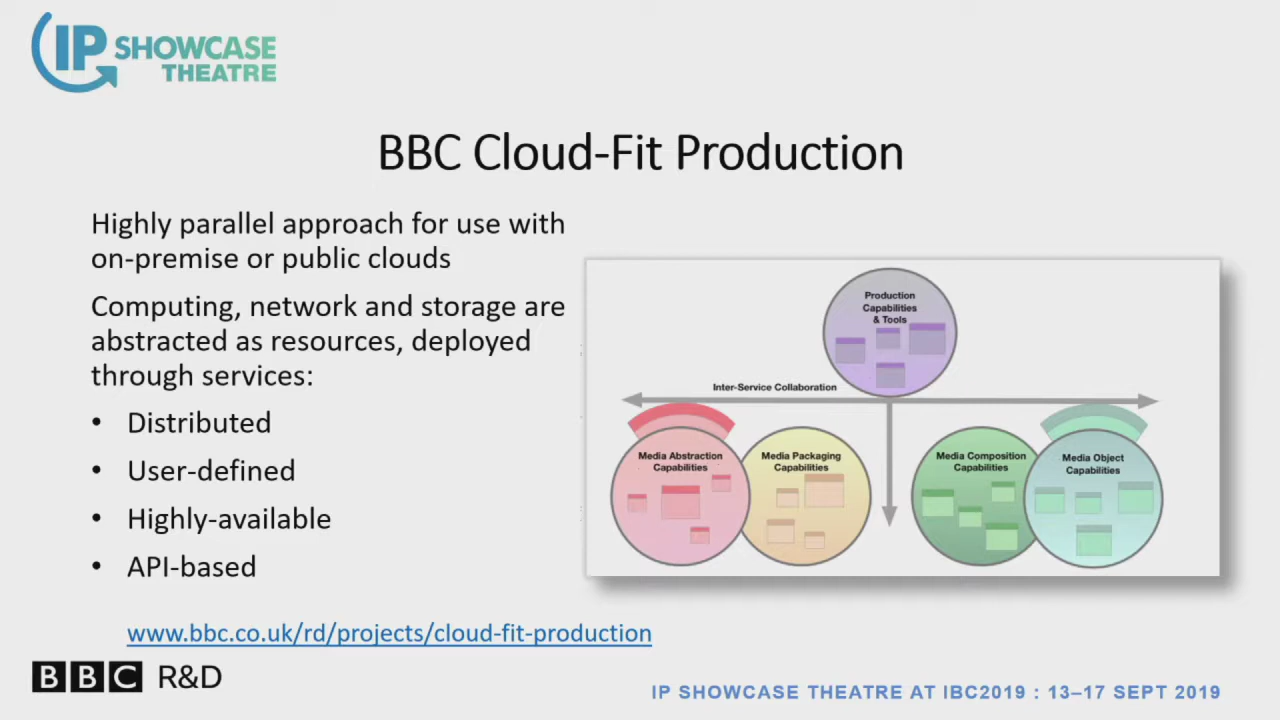 IP SHOWCASE
THEATRE
BBC Cloud-Fit Production
Highly parallel approach for use with
on-premise or public clouds
Computing, network and storage are
abstracted as resources, deployed
through services:
• Distributed
• User-defined
• Highly-available
• API-based
www.bbc.co.uk/rd/projects/cloud-fit-production
Production
Capabilities
& Tools
Inter-Service Collaboration
Media Abstraction
Capabilities
Media Packaging
Capabilities
Media Composition
Capabilities
Media Object
Capabilities
BBC R&D
IP SHOWCASE THEATRE AT IBC2019 : 13–17 SEPT 2019